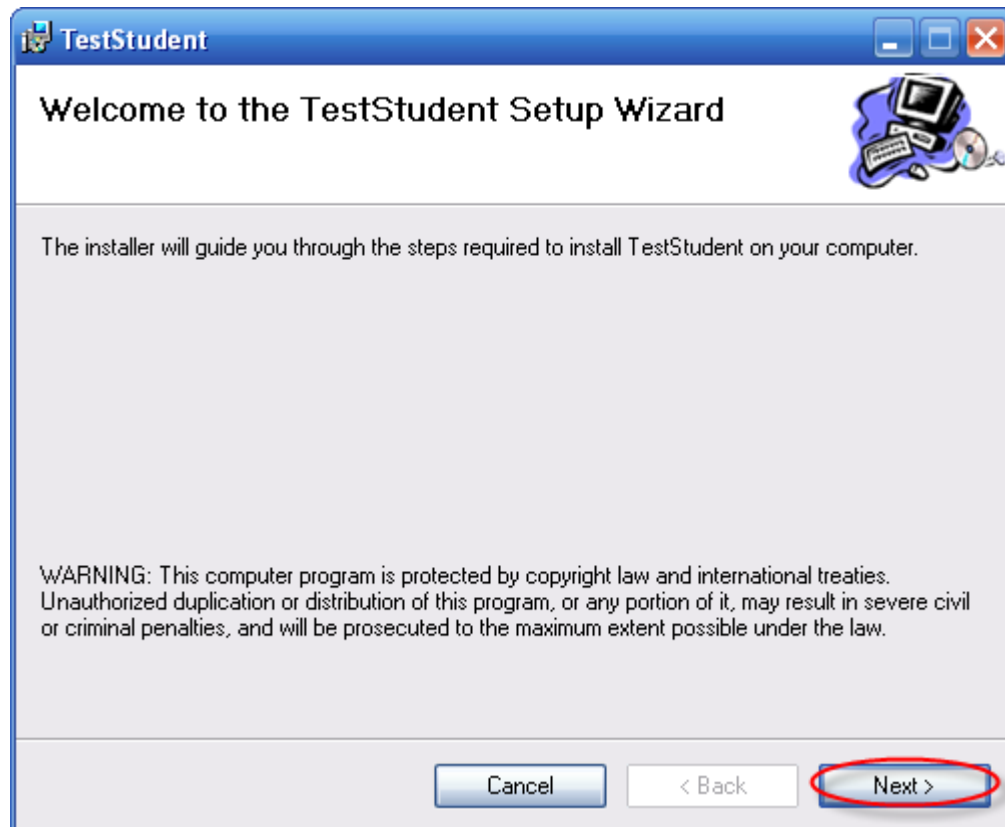 TestStudent
Welcome to the TestStudent Setup Wizard
The installer will guide you through the steps required to install TestStudent on your computer.
WARNING: This computer program is protected by copyright law and international treaties.
Unauthorized duplication or distribution of this program, or any portion of it, may result in severe civil
or criminal penalties, and will be prosecuted to the maximum extent possible under the law.
Cancel
< Back
Next >